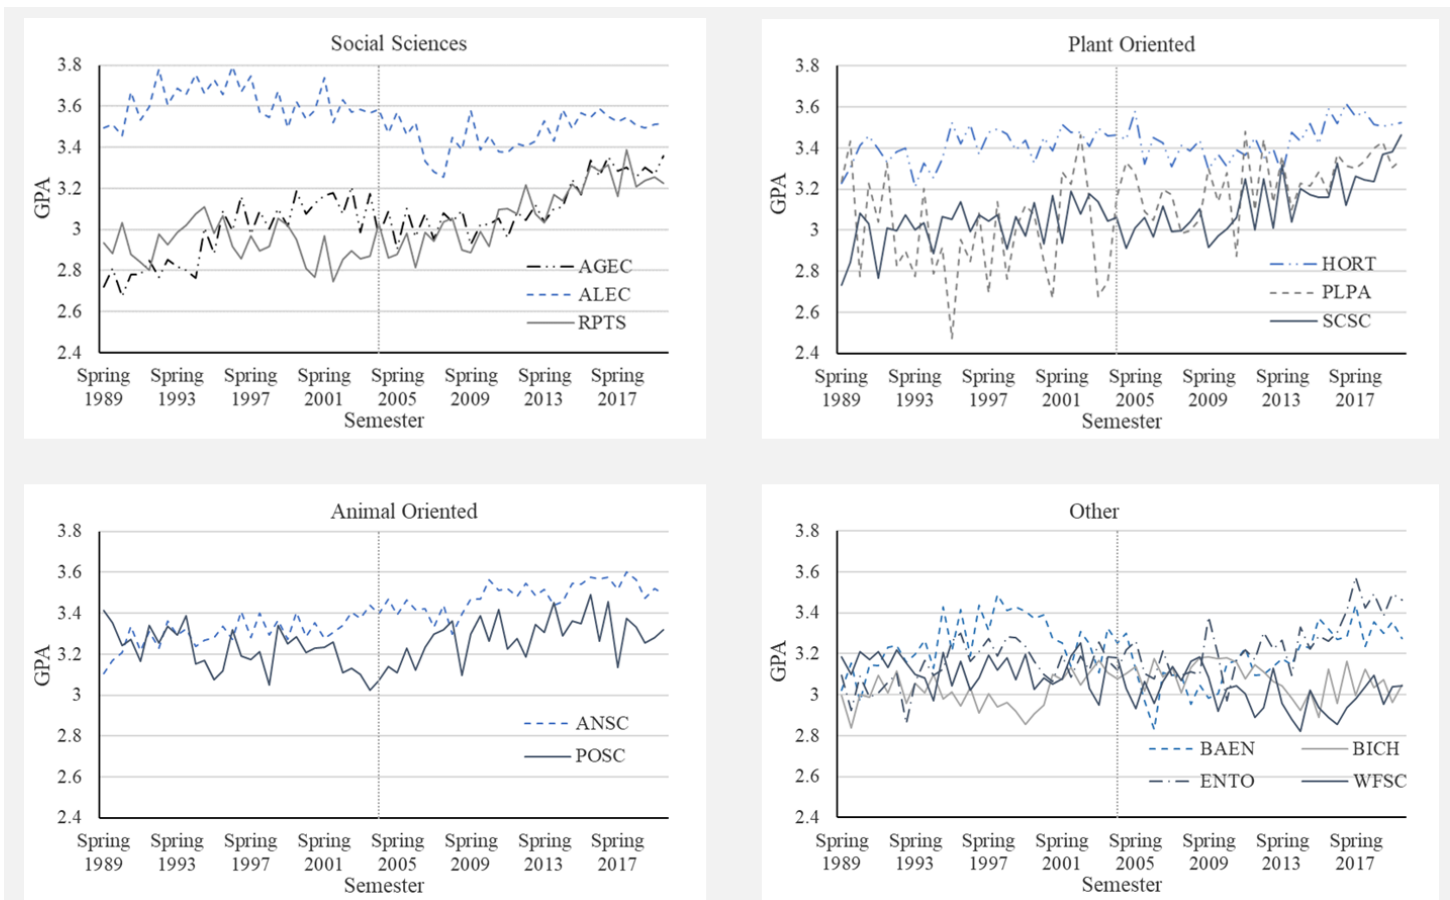 Social Sciences
3.8
3.6
3.4
3.2
3
2.8
2.6
2.4
GPA
AGEC
ALEC
RPTS
Spring Spring Spring Spring Spring Spring Spring Spring
1989 1993 1997 2001 2005 2009 2013 2017
Semester
Plant Oriented
3.8
3.6
3.4
3.2
3
2.8
2.6
2.4
GPA
HORT
PLPA
SCSC
Spring Spring Spring Spring Spring Spring Spring Spring
1989 1993 1997 2001 2005 2009 2013 2017
Semester
Animal Oriented
3.8
3.6
3.4
3.2
3
2.8
2.6
2.4
GPA
ANSC
POSC
Spring Spring Spring Spring Spring Spring Spring Spring
1989 1993 1997 2001 2005 2009 2013 2017
Semester
Other
3.8
3.6
3.4
3.2
3
2.8
2.6
2.4
GPA
BAEN BICH
ENTO WFSC
Spring Spring Spring Spring Spring Spring Spring Spring
1989 1993 1997 2001 2005 2009 2013 2017
Semester